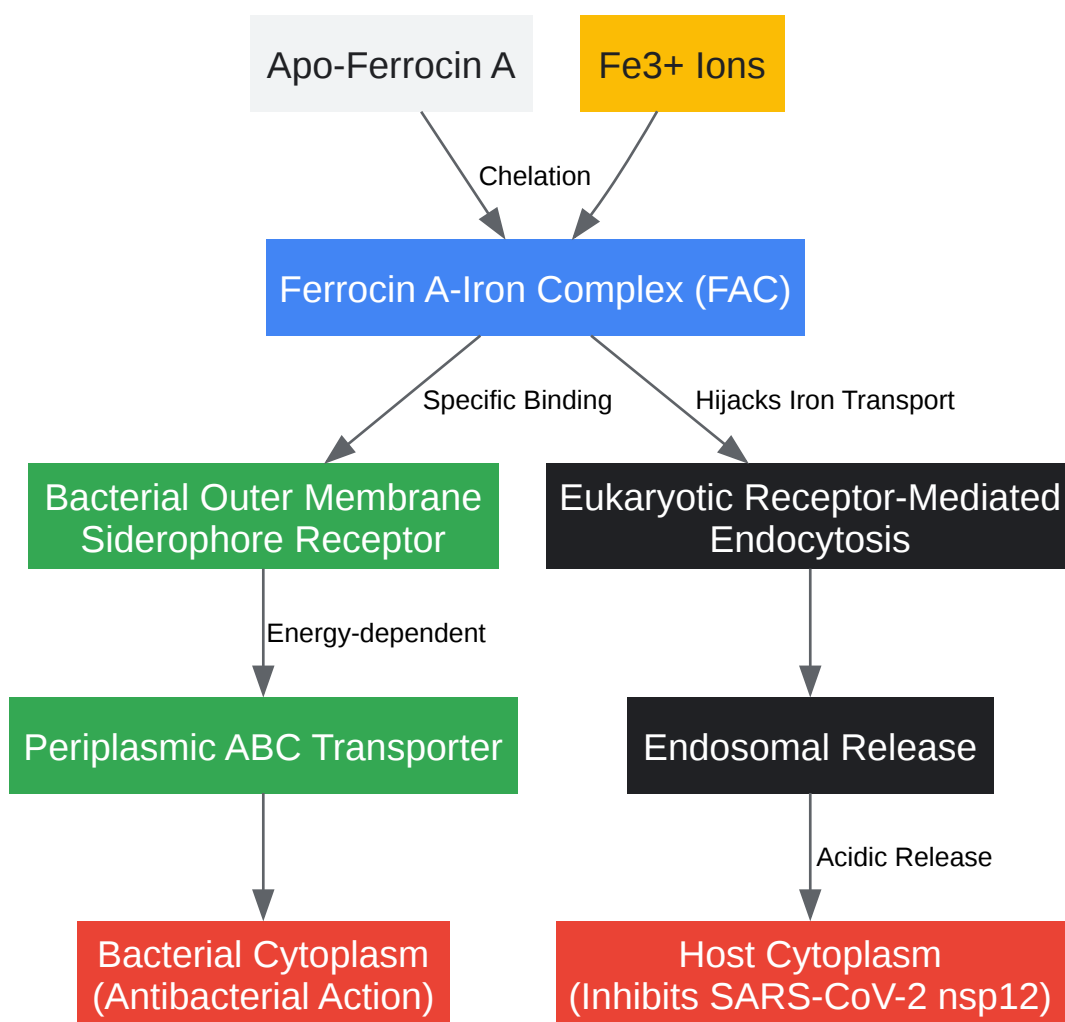 Apo-Ferrocin A
Fe3+ Ions
Chelation
Ferrocin A-Iron Complex (FAC)
Specific Binding
Hijacks Iron Transport
Bacterial Outer Membrane
Siderophore Receptor
Eukaryotic Receptor-Mediated
Endocytosis
Energy-dependent
Periplasmic ABC Transporter
Endosomal Release
Acidic Release
Bacterial Cytoplasm
(Antibacterial Action)
Host Cytoplasm
(Inhibits SARS-CoV-2 nsp12)